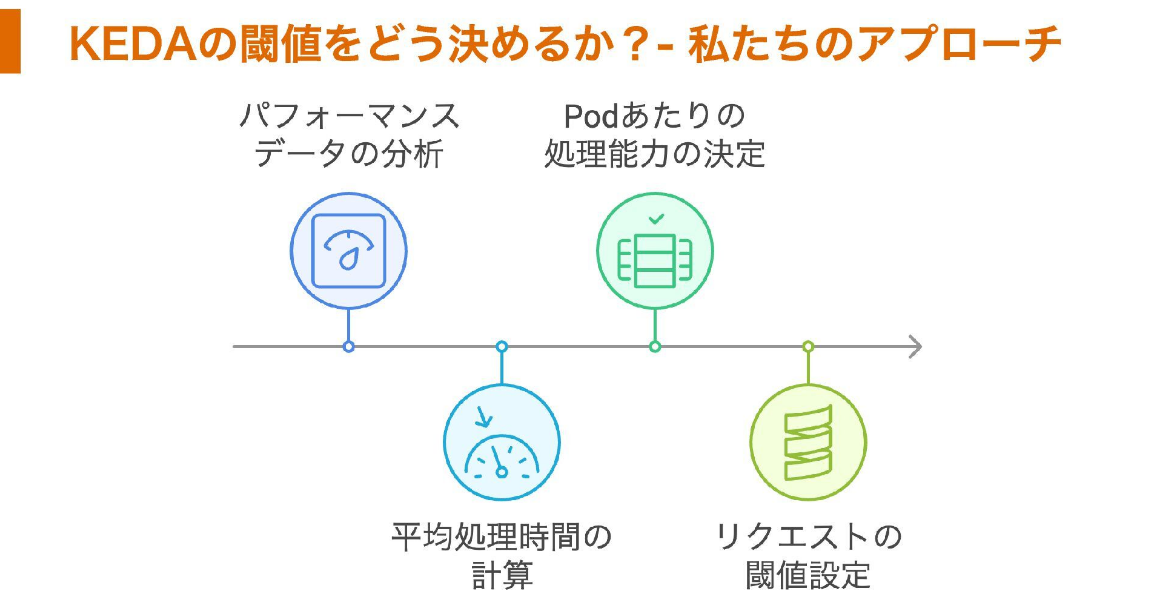 KEDAの閾値をどう決めるか？- 私たちのアプローチ
パフォーマンス
データの分析
Podあたりの
処理能力の決定
平均処理時間の
計算
リクエストの
閾値設定